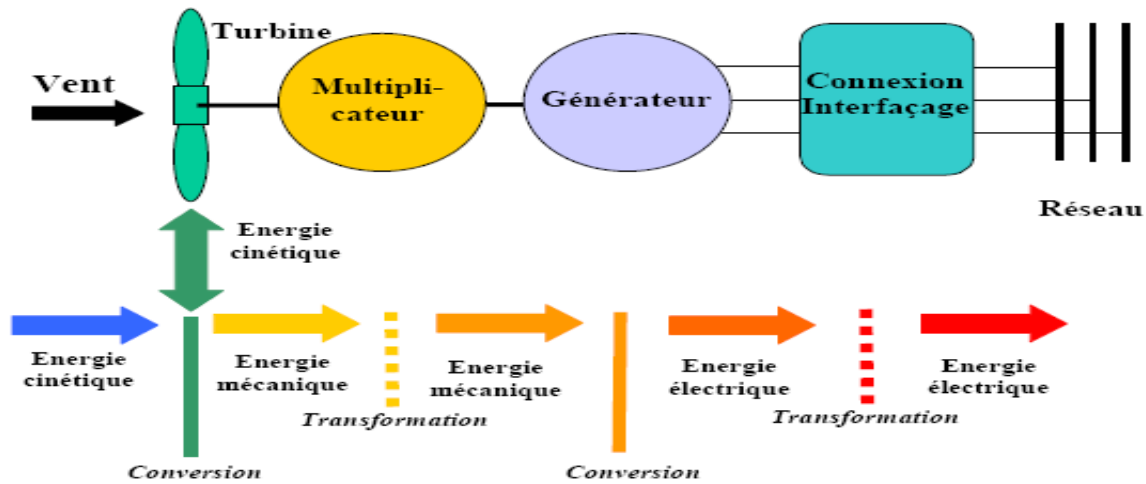 Turbine
Vent
Multipli-
cateur
Générateur
Connexion
Interfaçage
Réseau
Energie
cinétique
Energie
cinétique
Energie
mécanique
Transformation
Energie
mécanique
Energie
électrique
Transformation
Energie
électrique
Conversion
Conversion